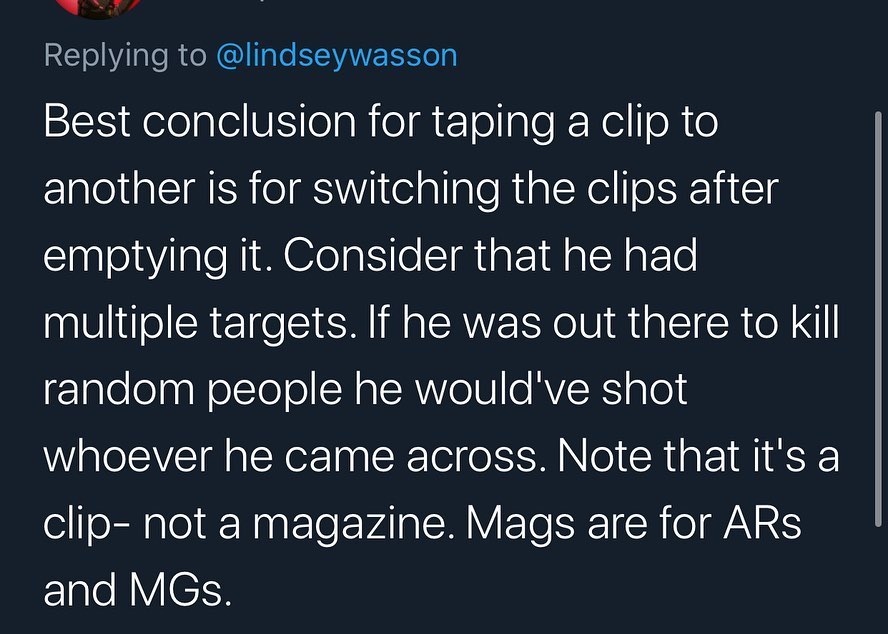 Replying to @lindseywasson
Best conclusion for taping a clip to
another is for switching the clips after
emptying it. Consider that he had
multiple targets. If he was out there to kill
random people he would've shot
whoever he came across. Note that it's a
clip- not a magazine. Mags are for ARs
and MGs.